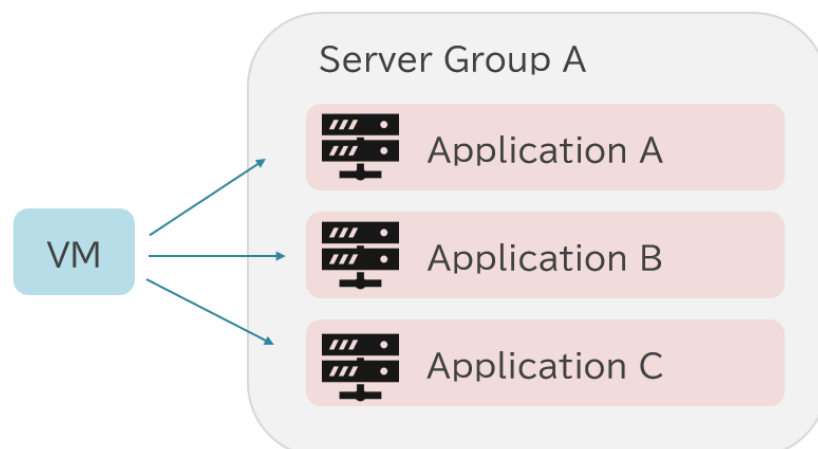 Server Group A
Application A
VM
Application B
Application C